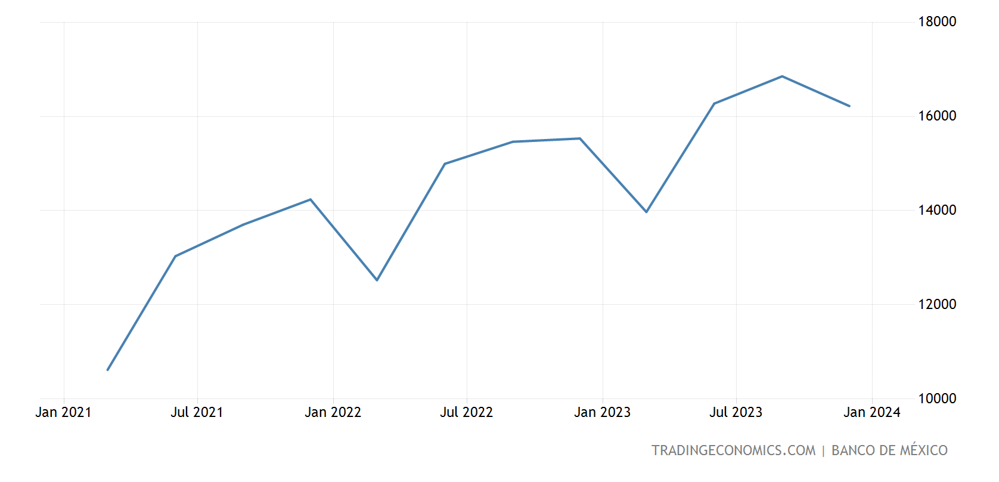 18000
16000
14000
12000
10000
Jan 2021 Jul 2021 Jan 2022 Jul 2022 Jan 2023 Jul 2023 Jan 2024
TRADINGECONOMICS.COM | BANCO DE MÉXICO